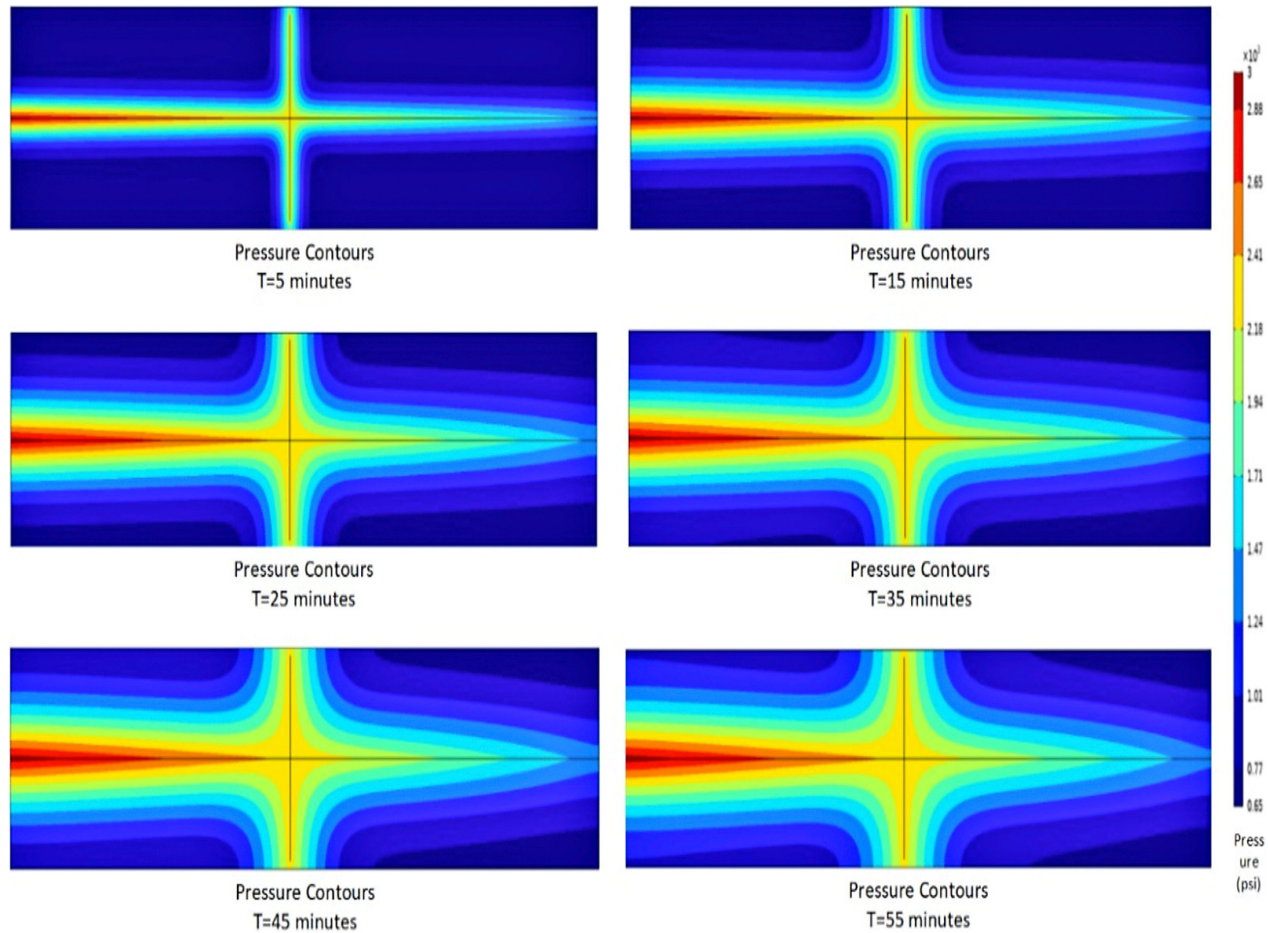 Pressure Contours
T=5 minutes
Pressure Contours
T=15 minutes
Pressure Contours
T=25 minutes
Pressure Contours
T=35 minutes
Pressure Contours
T=45 minutes
Pressure Contours
T=55 minutes
×10³
3
2.88
2.65
2.41
2.18
1.94
1.71
1.47
1.24
1.01
0.77
0.65
Press
ure
(psi)